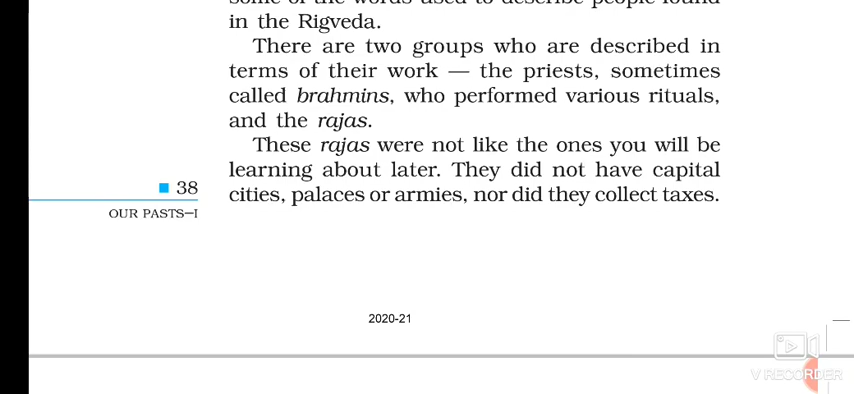 in the Rigveda.
There are two groups who are described in
terms of their work — the priests, sometimes
called brahmins, who performed various rituals,
and the rajas.
These rajas were not like the ones you will be
learning about later. They did not have capital
cities, palaces or armies, nor did they collect taxes.
38
OUR PASTS–I
2020-21
V RECORDER